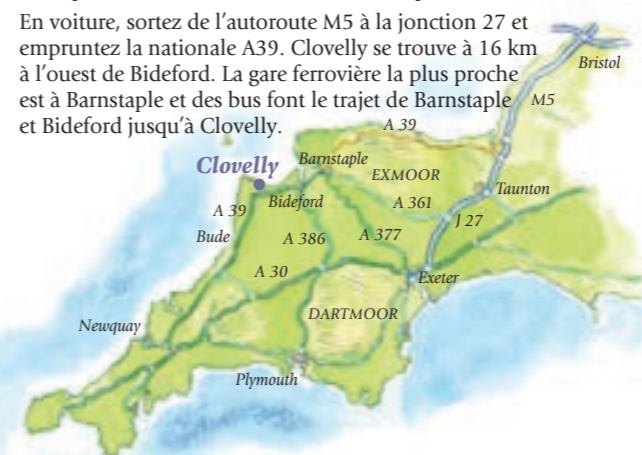 En voiture, sortez de l'autoroute M5 à la jonction 27 et
empruntez la nationale A39. Clovelly se trouve à 16 km
à l'ouest de Bideford. La gare ferrovière la plus proche
est à Barnstaple et des bus font le trajet de Barnstaple
et Bideford jusqu'à Clovelly.
Bristol
M5
A 39
Barnstaple
Clovelly
EXMOOR
Taunton
Bideford
A 361
A 39
J 27
Bude
A 386
A 377
A 30
Exeter
DARTMOOR
Newquay
Plymouth